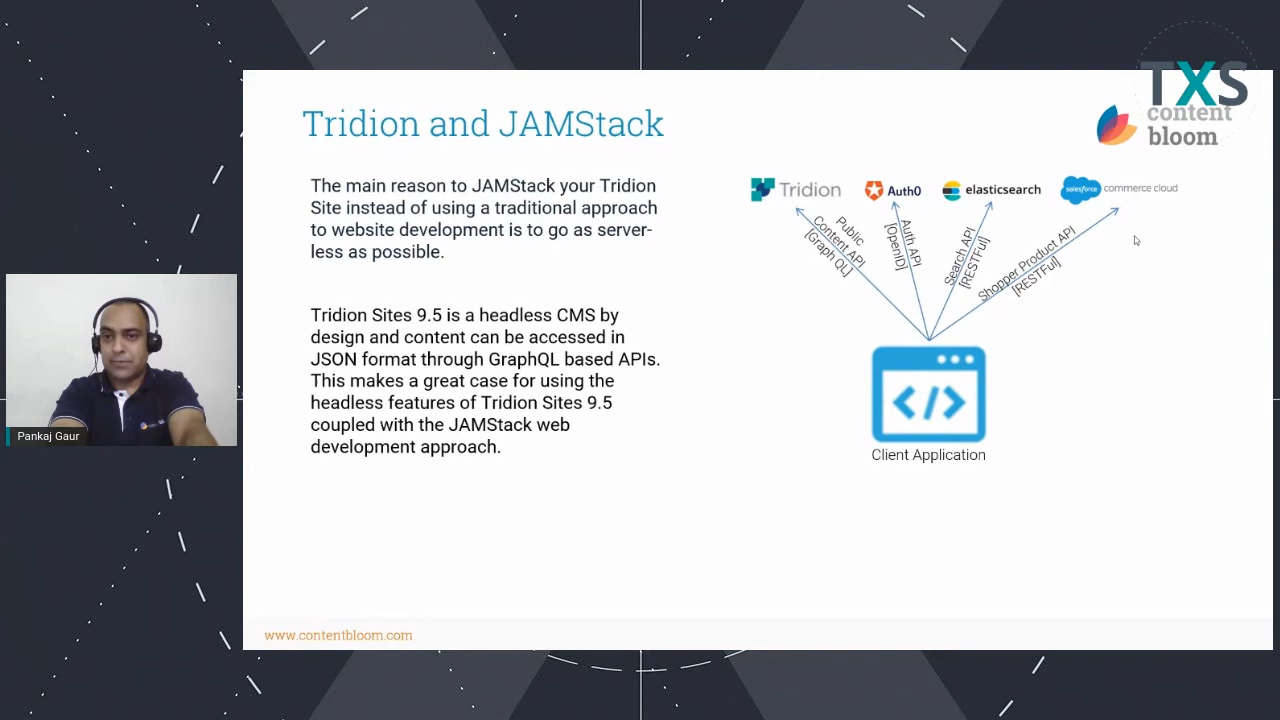 TXS
content
bloom
Tridion and JAMStack
The main reason to JAMStack your Tridion
Site instead of using a traditional approach
to website development is to go as server-
less as possible.
Tridion Sites 9.5 is a headless CMS by
design and content can be accessed in
JSON format through GraphQL based APIs.
This makes a great case for using the
headless features of Tridion Sites 9.5
coupled with the JAMStack web
development approach.
Tridion
Auth0
elasticsearch
salesforce commerce cloud
Public
Content API
[Graph QL]
Auth API
[OpenID]
Search API
[RESTFul]
Shopper Product API
[RESTFul]
</>
Client Application
Pankaj Gaur
www.contentbloom.com